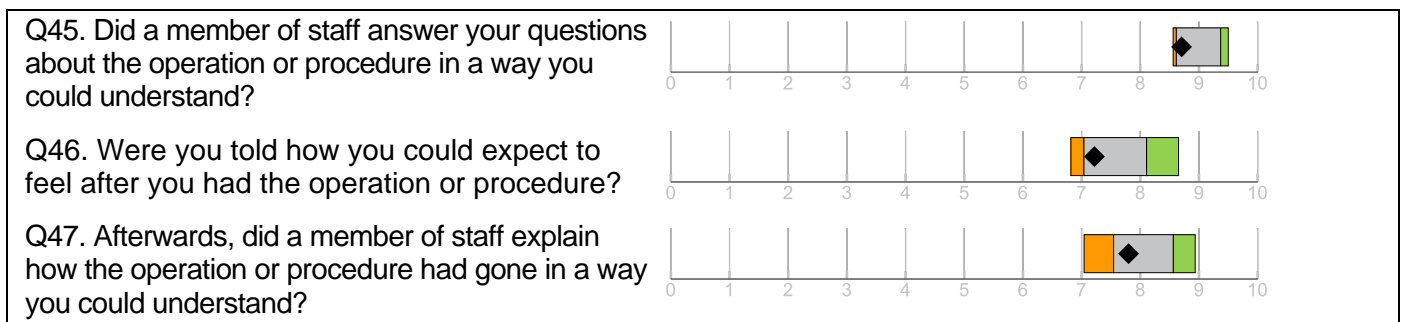 Q45. Did a member of staff answer your questions
about the operation or procedure in a way you
could understand?
0 1 2 3 4 5 6 7 8 9 10
Q46. Were you told how you could expect to
feel after you had the operation or procedure?
0 1 2 3 4 5 6 7 8 9 10
Q47. Afterwards, did a member of staff explain
how the operation or procedure had gone in a way
you could understand?
0 1 2 3 4 5 6 7 8 9 10